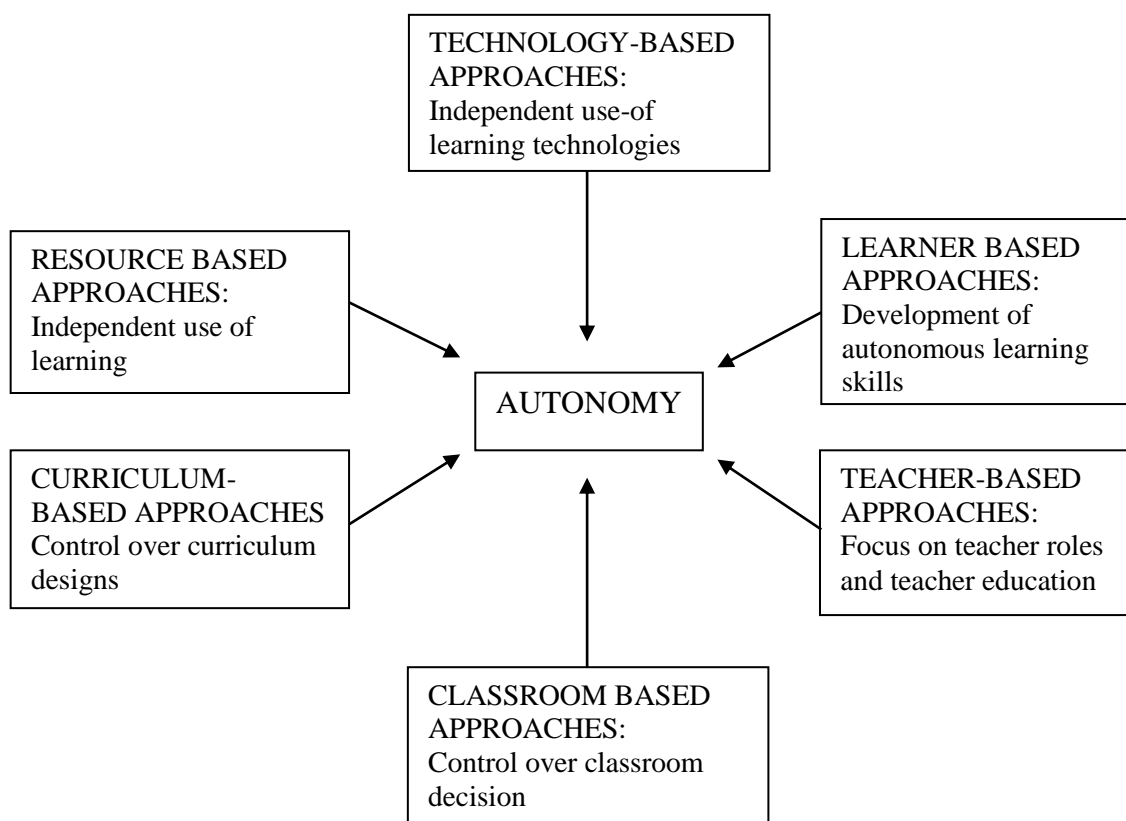 TECHNOLOGY-BASED
APPROACHES:
Independent use-of
learning technologies
RESOURCE BASED
APPROACHES:
Independent use of
learning
LEARNER BASED
APPROACHES:
Development of
autonomous learning
skills
AUTONOMY
CURRICULUM-
BASED APPROACHES
Control over curriculum
designs
TEACHER-BASED
APPROACHES:
Focus on teacher roles
and teacher education
CLASSROOM BASED
APPROACHES:
Control over classroom
decision